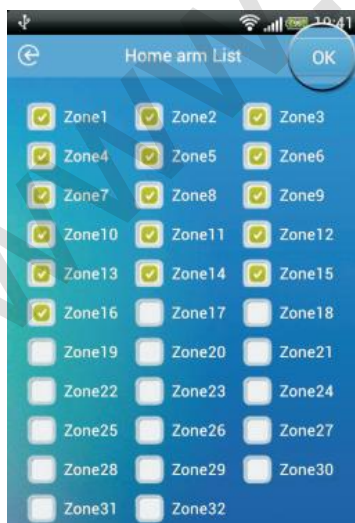 19:41
Home arm List OK
Zone1 Zone2 Zone3
Zone4 Zone5 Zone6
Zone7 Zone8 Zone9
Zone10 Zone11 Zone12
Zone13 Zone14 Zone15
Zone16 Zone17 Zone18
Zone19 Zone20 Zone21
Zone22 Zone23 Zone24
Zone25 Zone26 Zone27
Zone28 Zone29 Zone30
Zone31 Zone32